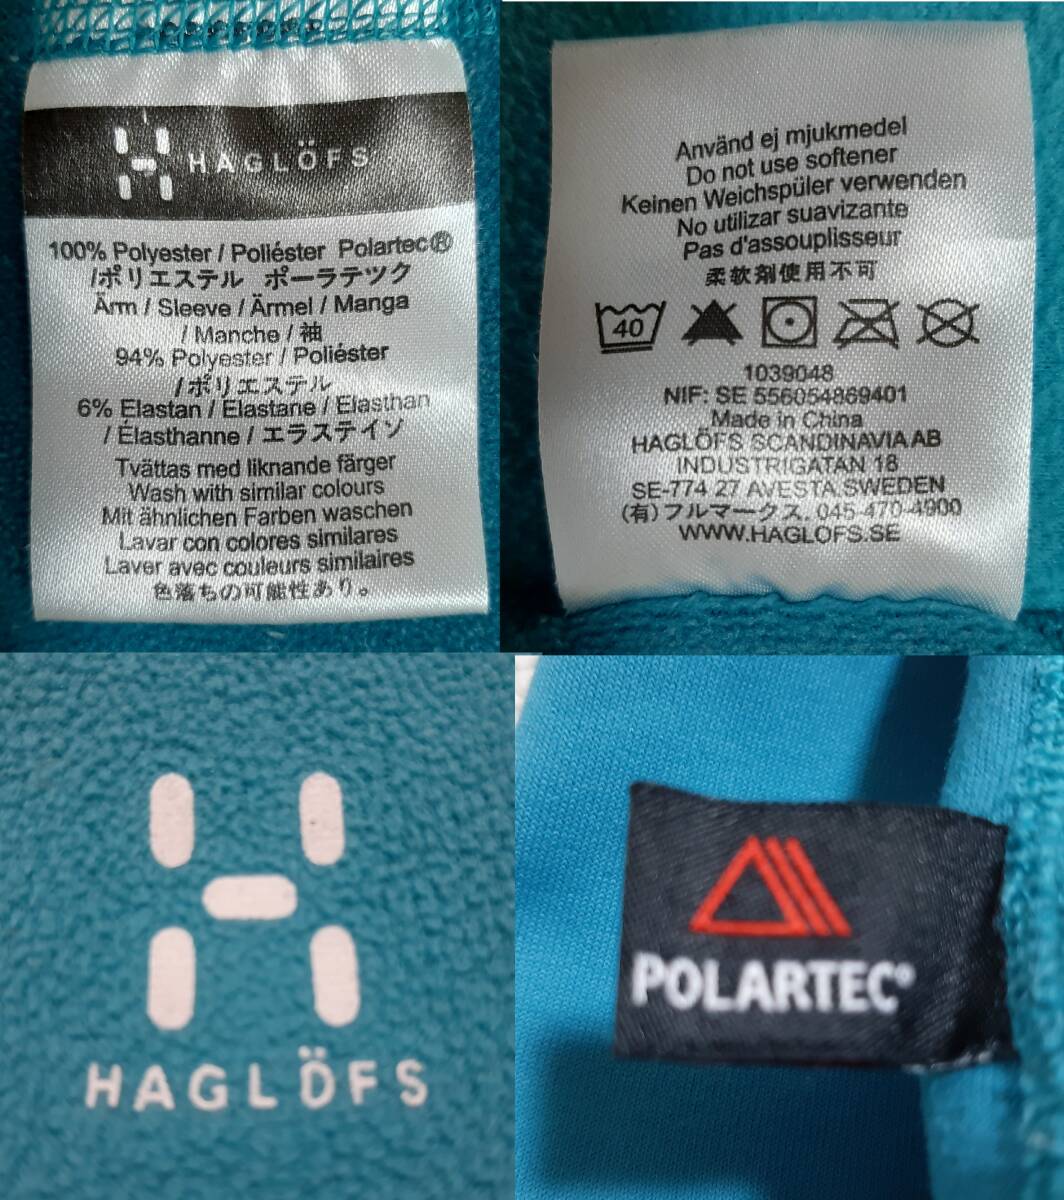 HAGLÖFS
100% Polyester / Poliéster Polartec®
/ポリエステル ポーラテツク
Ärm / Sleeve / Ärmel / Manga
/ Manche / 袖
94% Polyester / Poliéster
/ポリエステル
6% Elastan / Elastane / Elasthan
/ Élasthanne / エラステイソ
Tvättas med liknande färger
Wash with similar colours
Mit ähnlichen Farben waschen
Lavar con colores similares
Laver avec couleurs similaires
色落ちの可能性あり。
Använd ej mjukmedel
Do not use softener
Keinen Weichspüler verwenden
No utilizar suavizante
Pas d'assouplisseur
柔軟剤使用不可
40
1039048
NIF: SE 556054869401
Made in China
HAGLÖFS SCANDINAVIA AB
INDUSTRIGATAN 18
SE-774 27 AVESTA.SWEDEN
(有)フルマークス. 045-470-4900
WWW.HAGLOFS.SE
HAGLÖFS
POLARTEC®